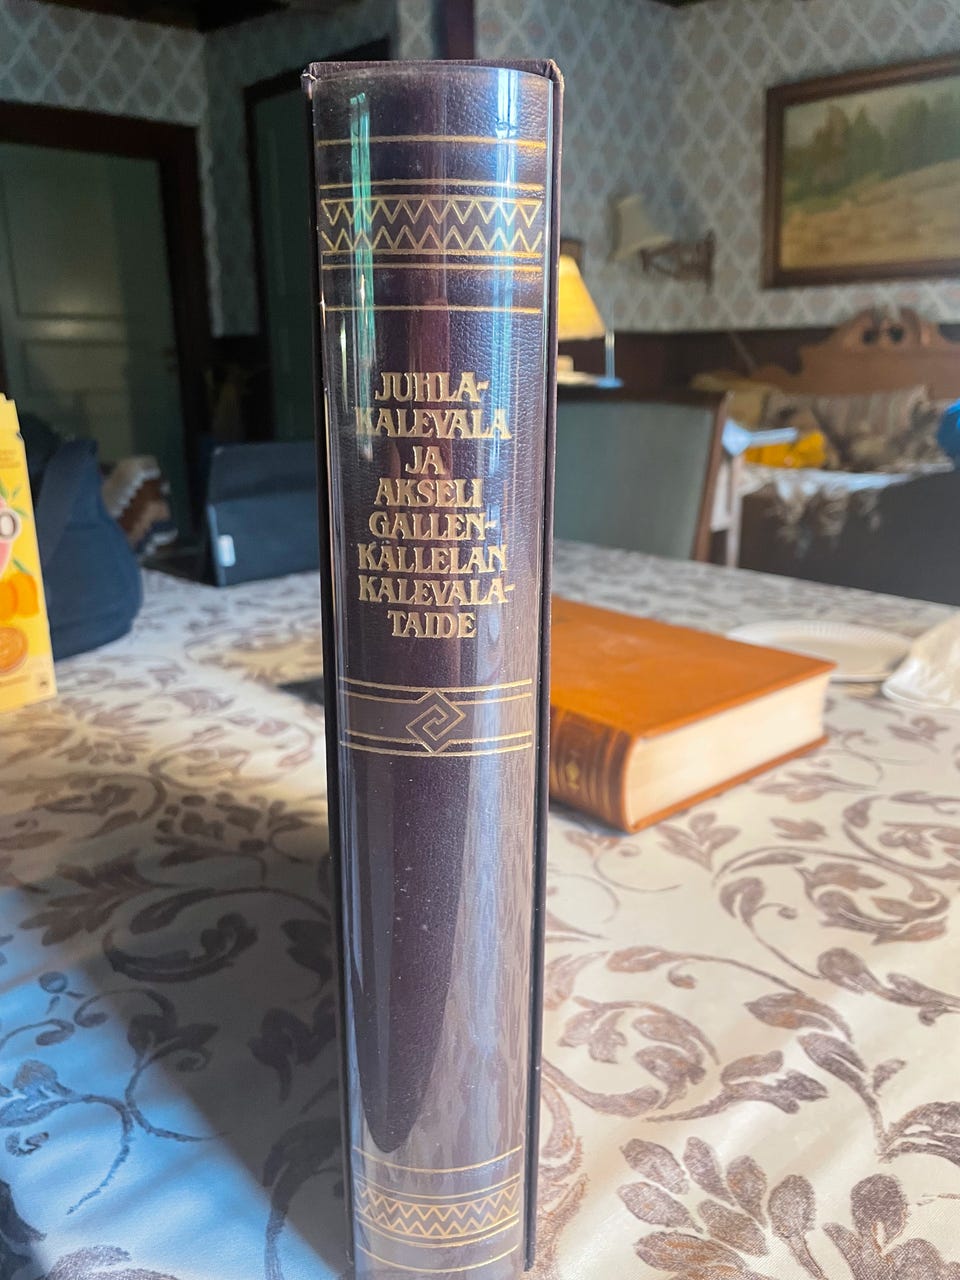 JUHLA-
KALEVALA
JA
AKSELI
GALLEN-
KALLELAN
KALEVALA-
TAIDE